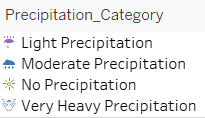 Precipitation_Category
Light Precipitation
Moderate Precipitation
No Precipitation
Very Heavy Precipitation